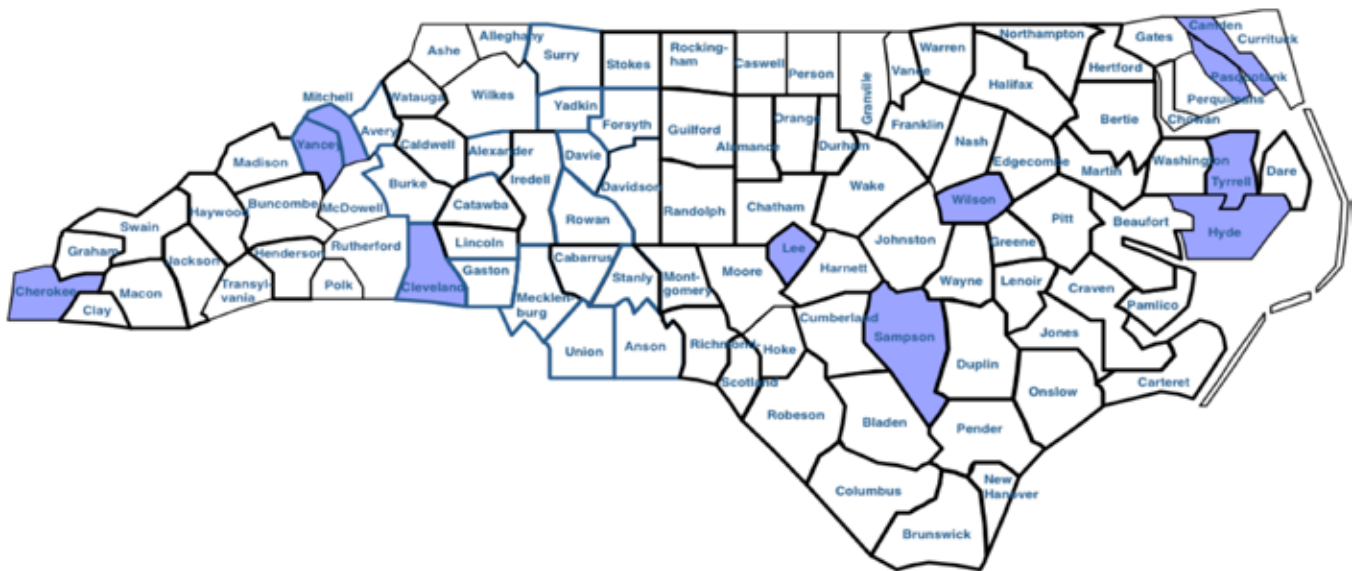 Camden
Alleghany
Gates
Currituck
Northampton
Ashe
Surry
Rocking-
ham
Warren
Stokes
Caswell
Person
Vance
Hertford
Pasquotank
Halifax
Granville
Mitchell
Watauga
Wilkes
Yadkin
Perquimans
Forsyth
Chowan
Bertie
Franklin
Avery
Guilford
Orange
Yancey
Caldwell
Alexander
Davie
Alamance
Durham
Nash
Madison
Edgecombe
Washington
Iredell
Martin
Dare
Burke
Davidson
Wake
Tyrrell
Haywood
Buncombe
McDowell
Catawba
Wilson
Chatham
Randolph
Swain
Rowan
Pitt
Beaufort
Hyde
Graham
Rutherford
Lincoln
Johnston
Greene
Jackson
Henderson
Cabarrus
Lee
Gaston
Moore
Harnett
Cherokee
Macon
Transyl-
vania
Polk
Cleveland
Stanly
Mont-
gomery
Wayne
Lenoir
Craven
Clay
Mecklen-
burg
Pamlico
Cumberland
Sampson
Jones
Union
Anson
Richmond
Hoke
Duplin
Scotland
Onslow
Carteret
Robeson
Bladen
Pender
Columbus
New
Hanover
Brunswick